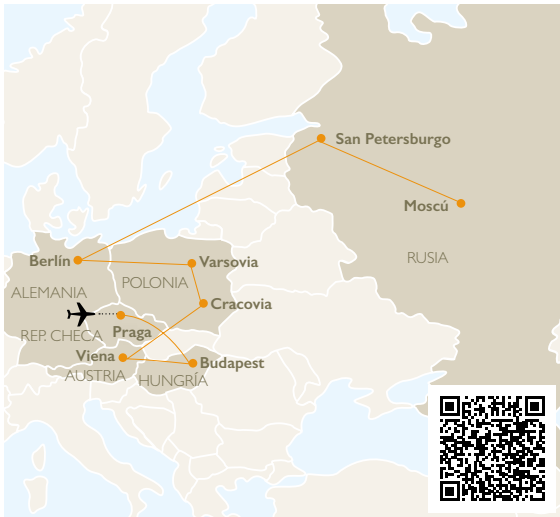 San Petersburgo
Moscú
RUSIA
Berlín
Varsovia
ALEMANIA
POLONIA
Cracovia
REP. CHECA
Praga
Viena
Budapest
AUSTRIA
HUNGRÍA